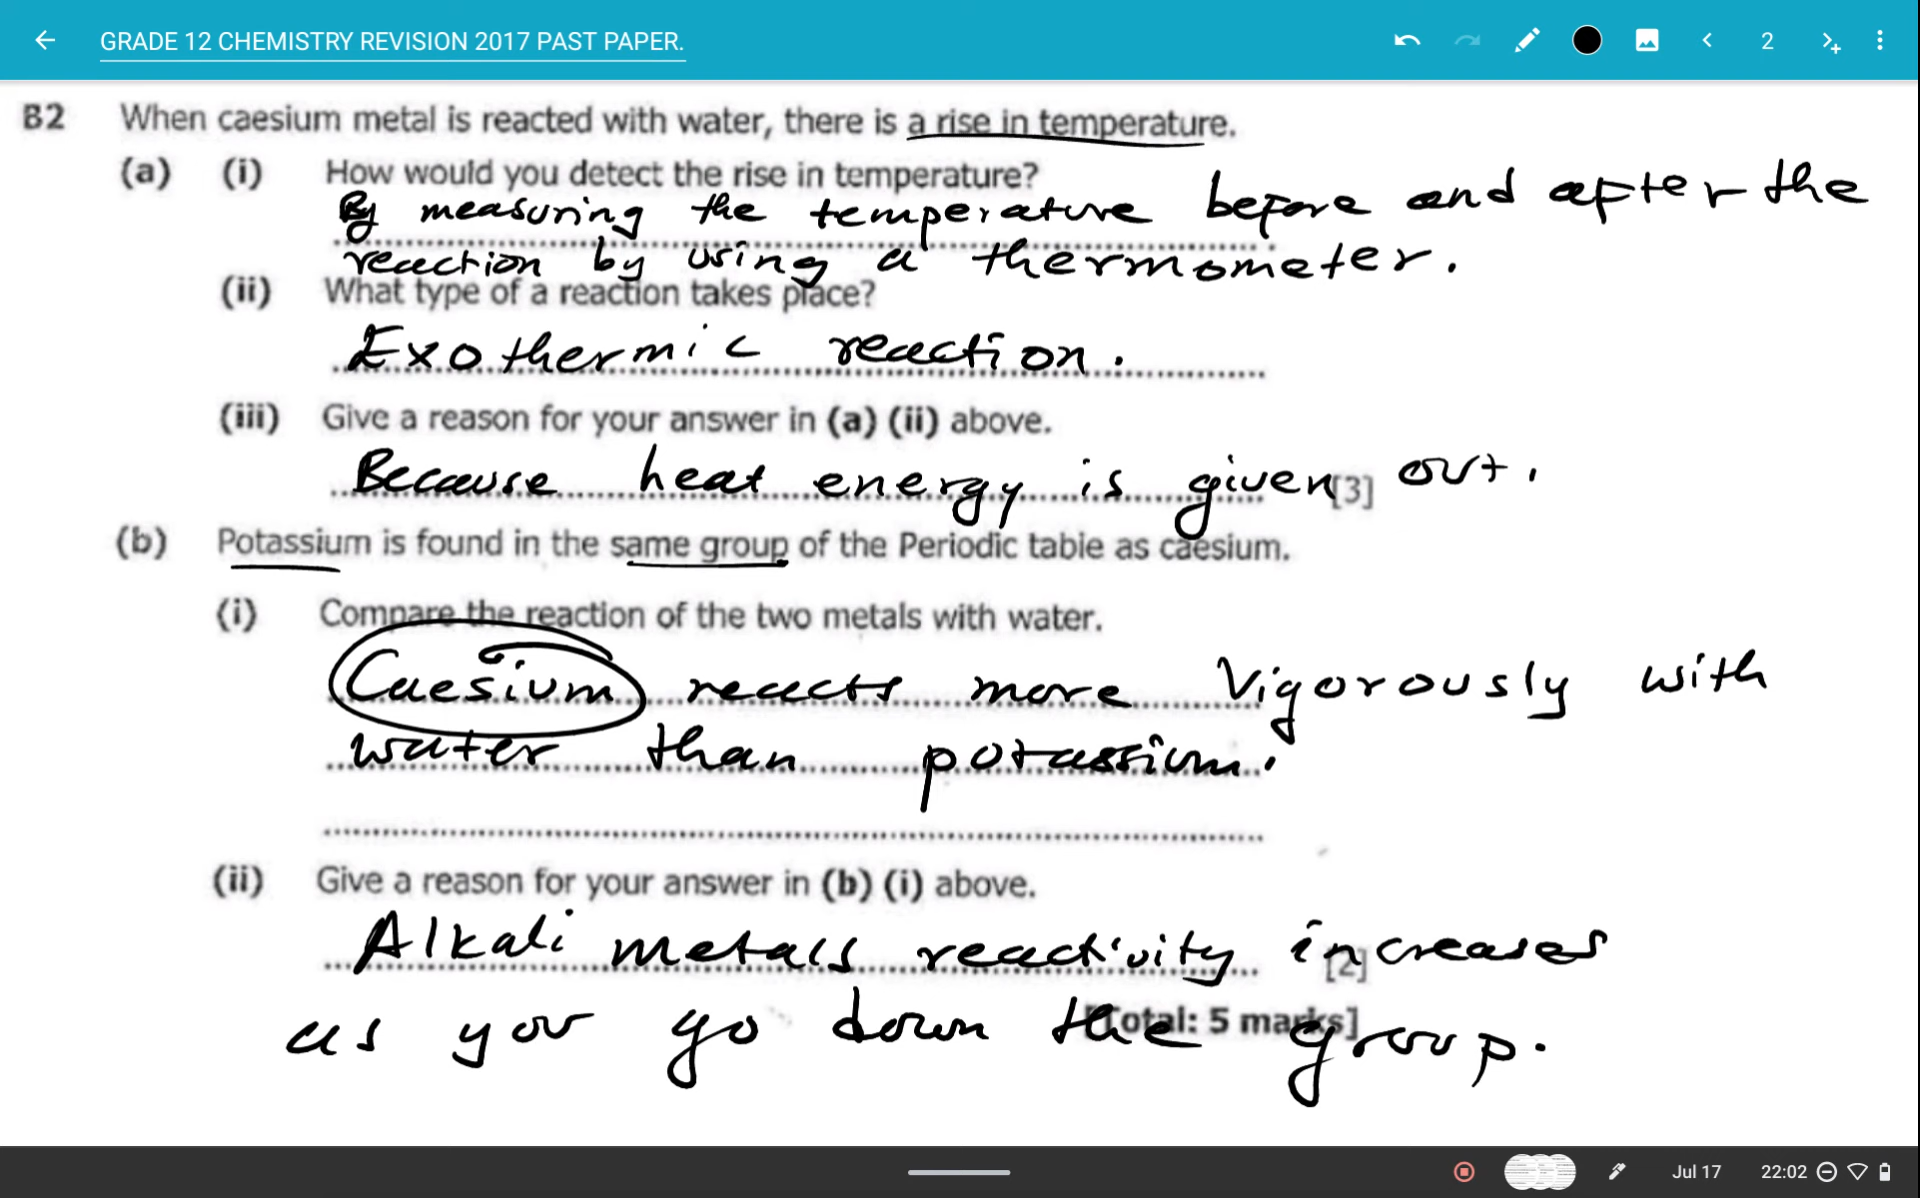 GRADE 12 CHEMISTRY REVISION 2017 PAST PAPER.
2
B2 When caesium metal is reacted with water, there is a rise in temperature.
(a) (i) How would you detect the rise in temperature?
By measuring the temperature before and after the
reaction by using a thermometer.
(ii) What type of a reaction takes place?
Exothermic reaction.
(iii) Give a reason for your answer in (a) (ii) above.
Because heat energy is given out. [3]
(b) Potassium is found in the same group of the Periodic table as caesium.
(i) Compare the reaction of the two metals with water.
Caesium reacts more vigorously with
water than potassium.
(ii) Give a reason for your answer in (b) (i) above.
Alkali metals reactivity increases [2]
as you go down the group.
[Total: 5 marks]
Jul 17 22:02